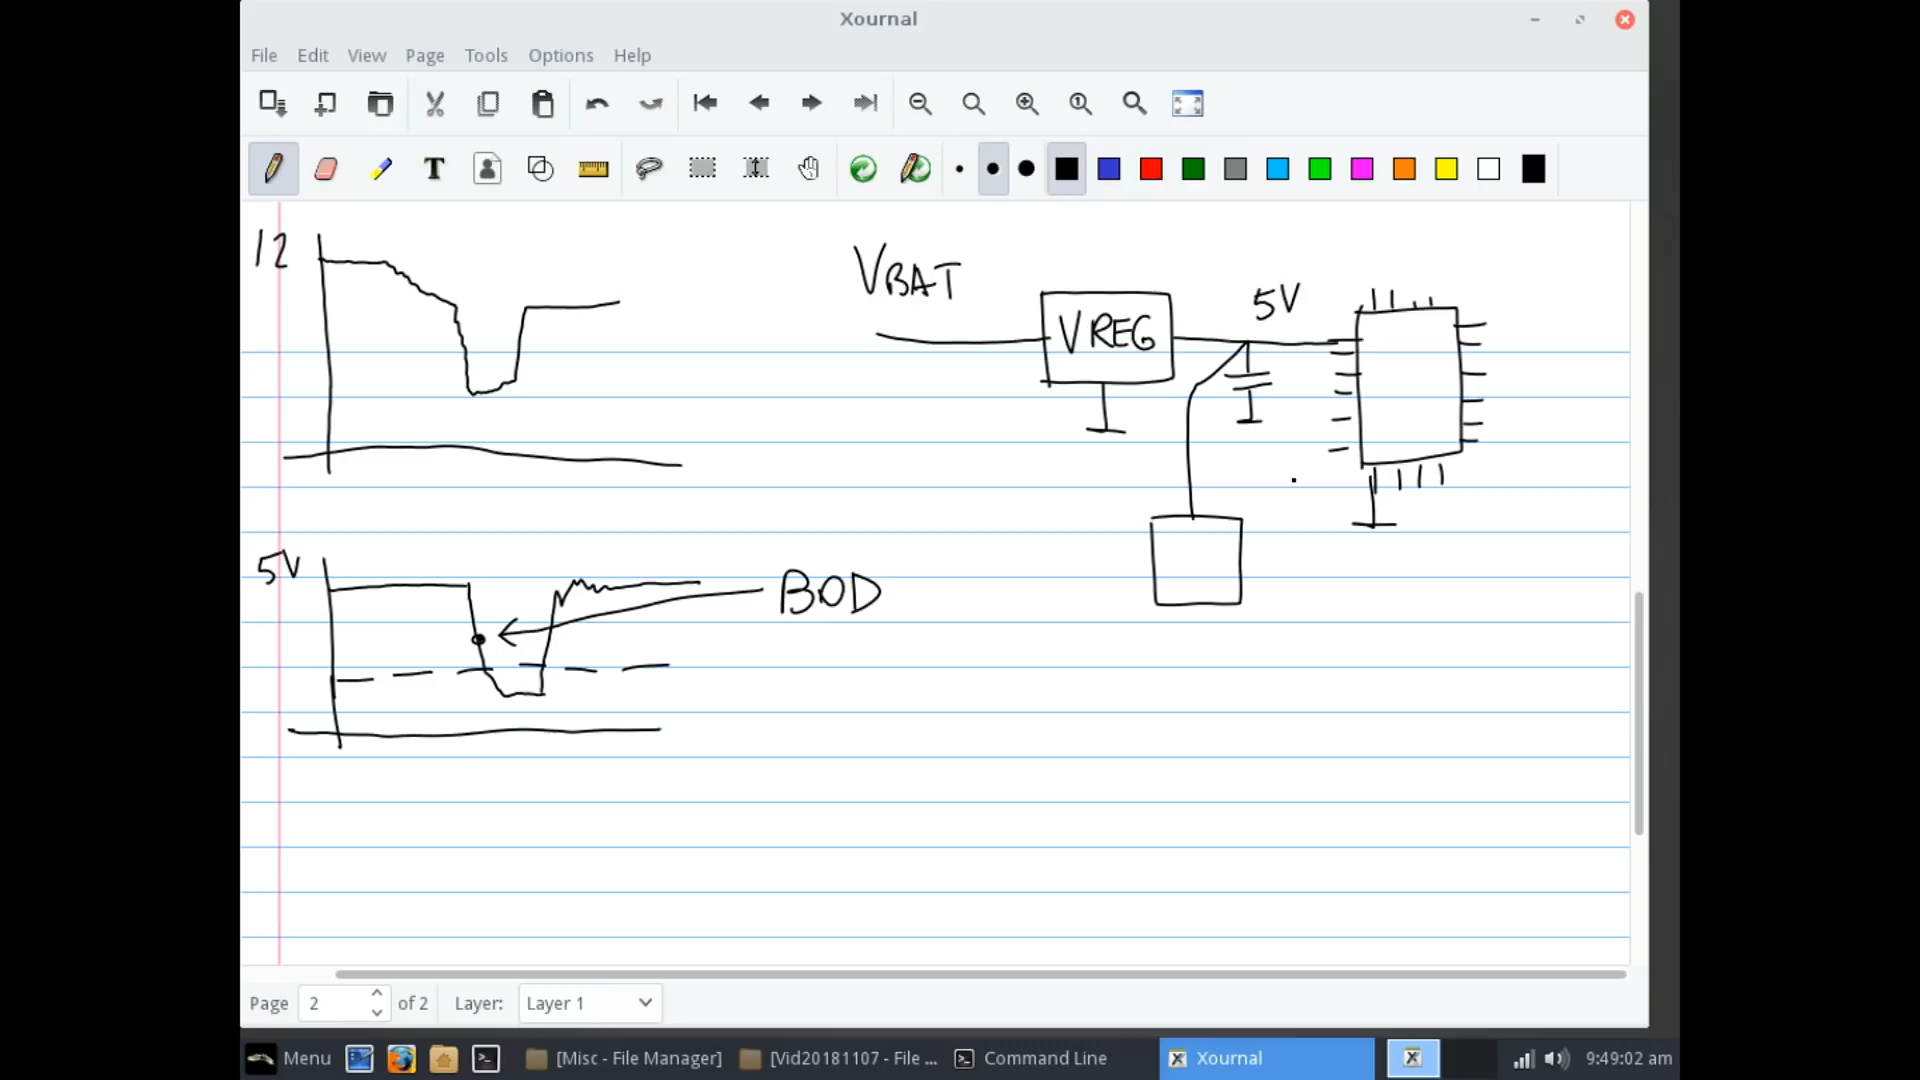 Xournal
File Edit View Page Tools Options Help
T
12
VBAT
VREG
5V
5V
BOD
Page 2 of 2 Layer: Layer 1
Menu [Misc - File Manager] [Vid20181107 - File ... Command Line Xournal 9:49:02 am